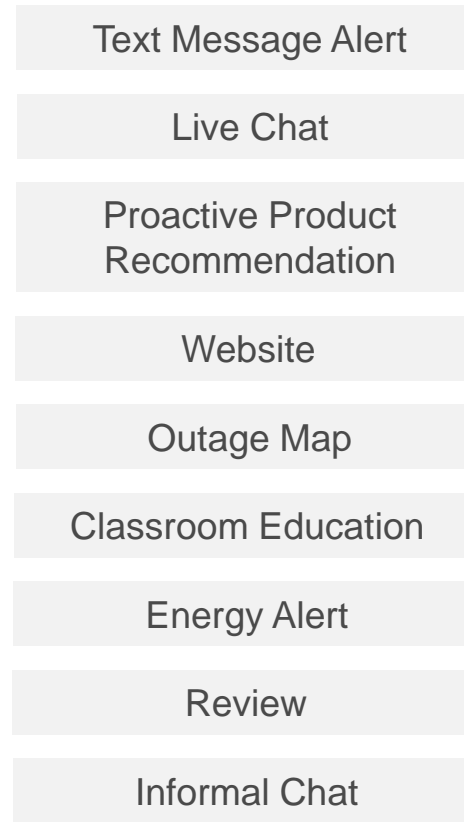 Text Message Alert
Live Chat
Proactive Product
Recommendation
Website
Outage Map
Classroom Education
Energy Alert
Review
Informal Chat